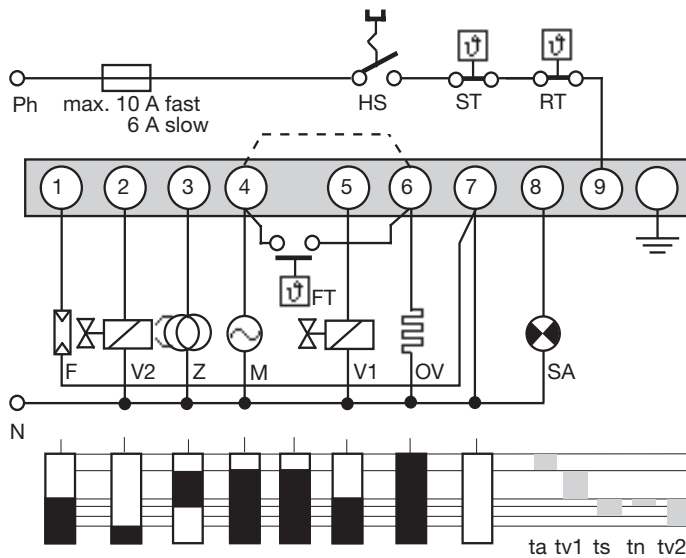 ϑ ϑ
Ph max. 10 A fast HS ST RT
6 A slow
1 2 3 4 5 6 7 8 9
ϑ FT
F V2 Z M V1 OV SA
N
ta tv1 ts tn tv2